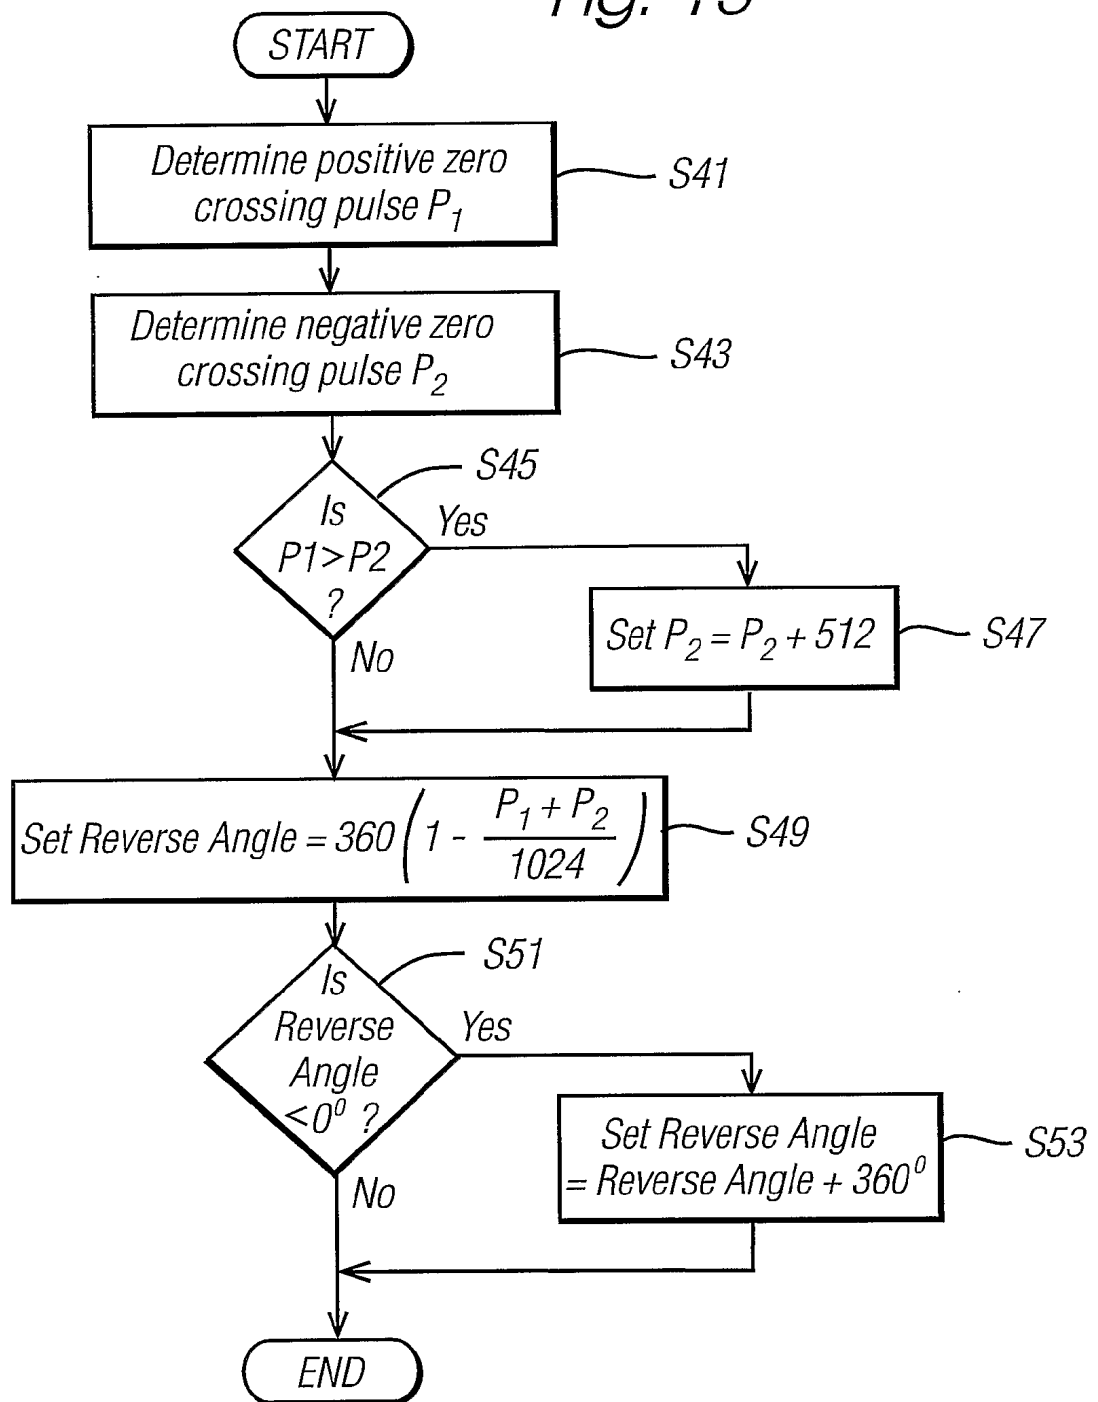 START
Determine positive zero
crossing pulse P₁
S41
Determine negative zero
crossing pulse P₂
S43
S45
Is
P1>P2
?
Yes
No
Set P₂ = P₂ + 512
S47
Set Reverse Angle = 360 ( 1 - (P₁ + P₂) / 1024 )
S49
S51
Is
Reverse
Angle
<0⁰ ?
Yes
No
Set Reverse Angle
= Reverse Angle + 360⁰
S53
END